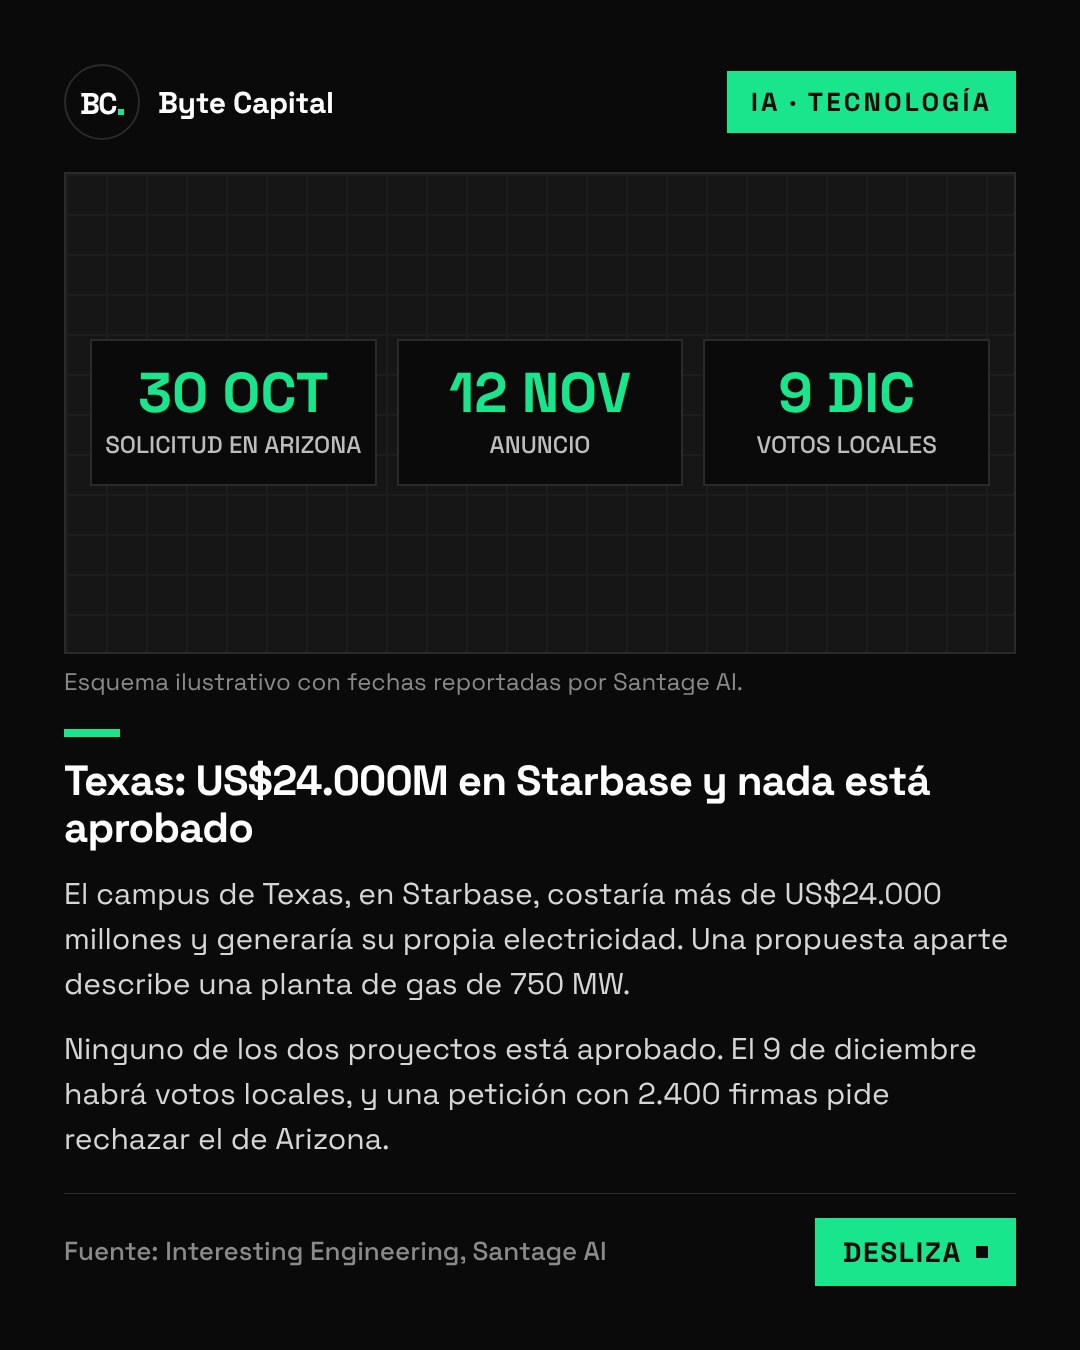 BC.
Byte Capital
IA · TECNOLOGÍA
30 OCT
SOLICITUD EN ARIZONA
12 NOV
ANUNCIO
9 DIC
VOTOS LOCALES
Esquema ilustrativo con fechas reportadas por Santage AI.
Texas: US$24.000M en Starbase y nada está
aprobado
El campus de Texas, en Starbase, costaría más de US$24.000
millones y generaría su propia electricidad. Una propuesta aparte
describe una planta de gas de 750 MW.
Ninguno de los dos proyectos está aprobado. El 9 de diciembre
habrá votos locales, y una petición con 2.400 firmas pide
rechazar el de Arizona.
Fuente: Interesting Engineering, Santage AI
DESLIZA